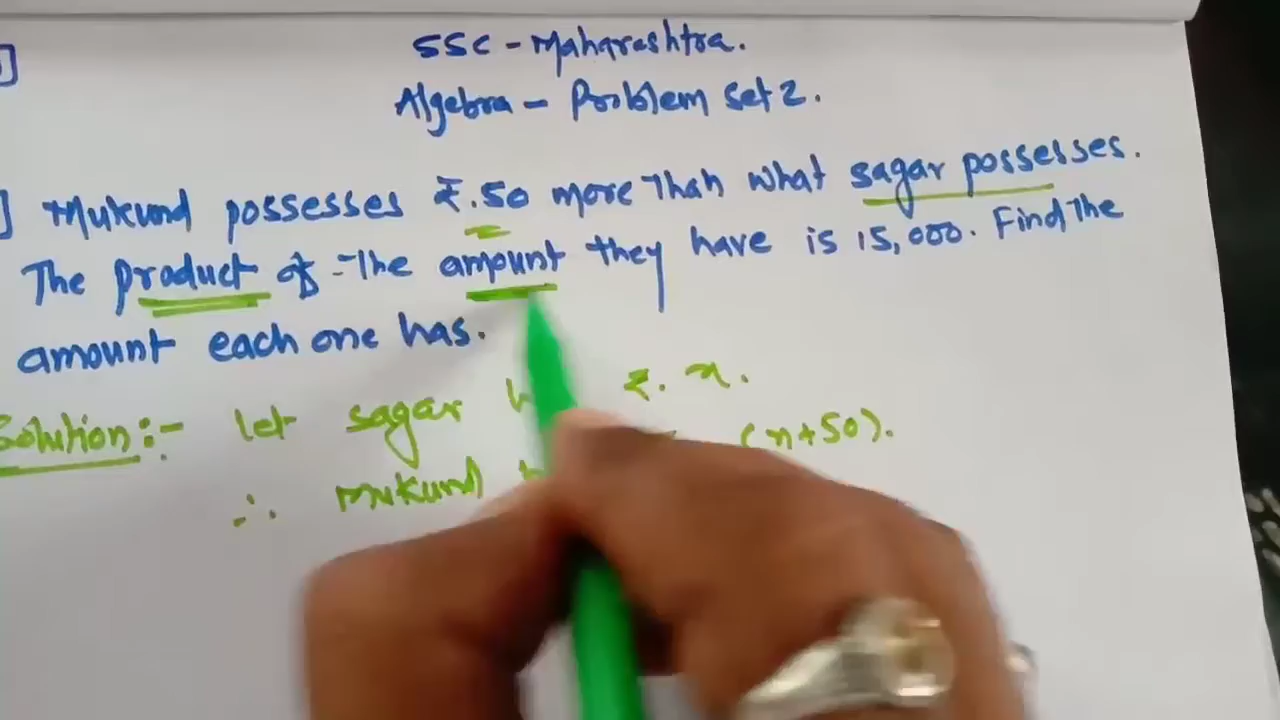 ]
SSC - Maharashtra.
Algebra - Problem Set 2.
] Mukund possesses ₹.50 more than what sagar possesses.
The product of the amount they have is 15,000. Find the
amount each one has.
Solution:- let sagar ₹. x.
∴ Mukund (x+50).